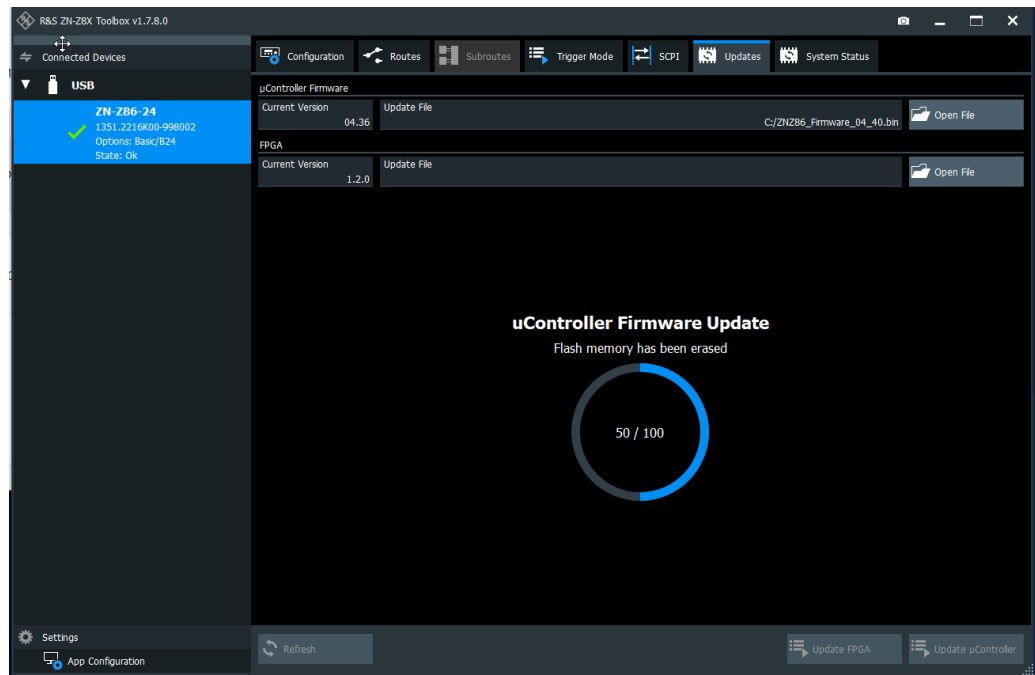 R&S ZN-Z8X Toolbox v1.7.8.0
Connected Devices
USB
ZN-Z86-24
1351.2216K00-998002
Options: Basic/B24
State: Ok
Configuration
Routes
Subroutes
Trigger Mode
SCPI
Updates
System Status
µController Firmware
Current Version
04.36
Update File
C:/ZNZ86_Firmware_04_40.bin
Open File
FPGA
Current Version
1.2.0
Update File
Open File
uController Firmware Update
Flash memory has been erased
50 / 100
Settings
App Configuration
Refresh
Update FPGA
Update µController